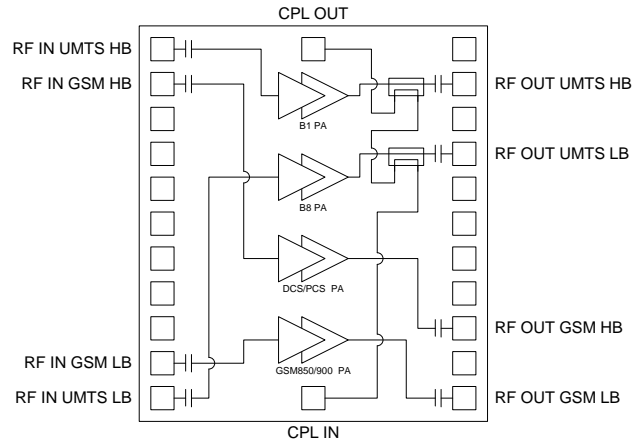 CPL OUT
RF IN UMTS HB
RF IN GSM HB
RF OUT UMTS HB
B1 PA
RF OUT UMTS LB
B8 PA
DCS/PCS PA
RF OUT GSM HB
RF IN GSM LB
GSM850/900 PA
RF IN UMTS LB
RF OUT GSM LB
CPL IN